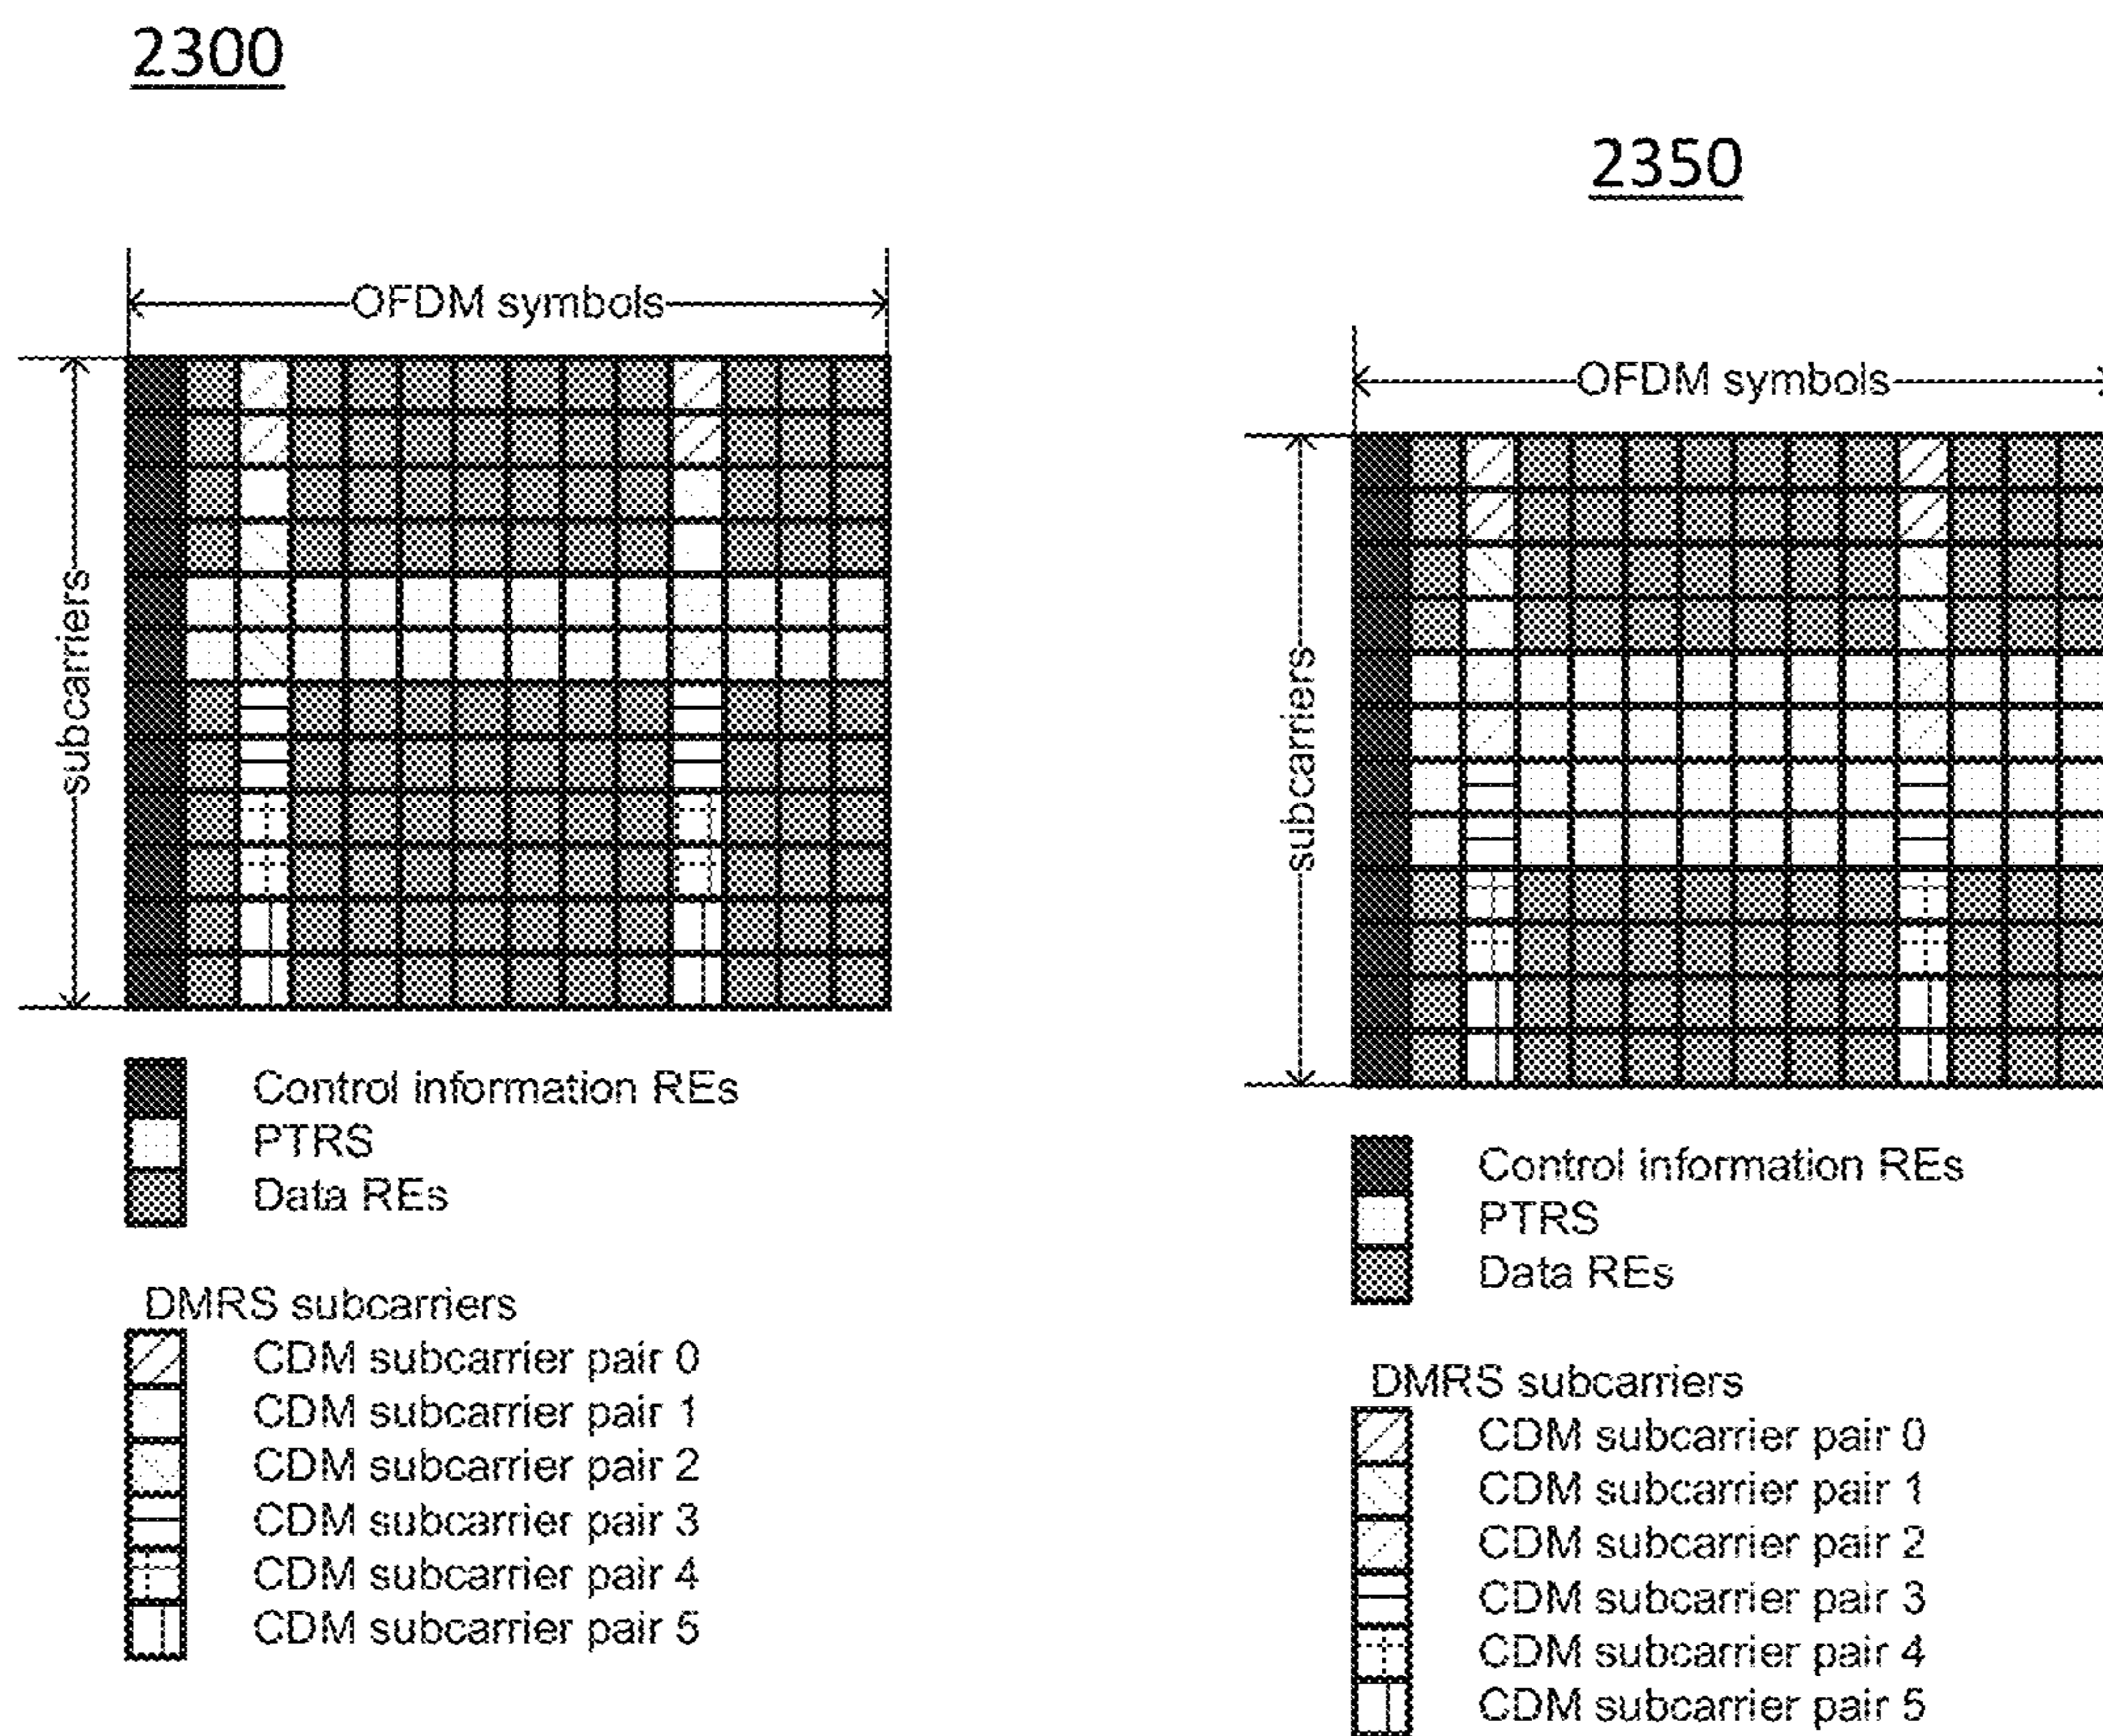 2300
OFDM symbols
subcarriers
Control information REs
PTRS
Data REs
DMRS subcarriers
CDM subcarrier pair 0
CDM subcarrier pair 1
CDM subcarrier pair 2
CDM subcarrier pair 3
CDM subcarrier pair 4
CDM subcarrier pair 5
2350
OFDM symbols
subcarriers
Control information REs
PTRS
Data REs
DMRS subcarriers
CDM subcarrier pair 0
CDM subcarrier pair 1
CDM subcarrier pair 2
CDM subcarrier pair 3
CDM subcarrier pair 4
CDM subcarrier pair 5